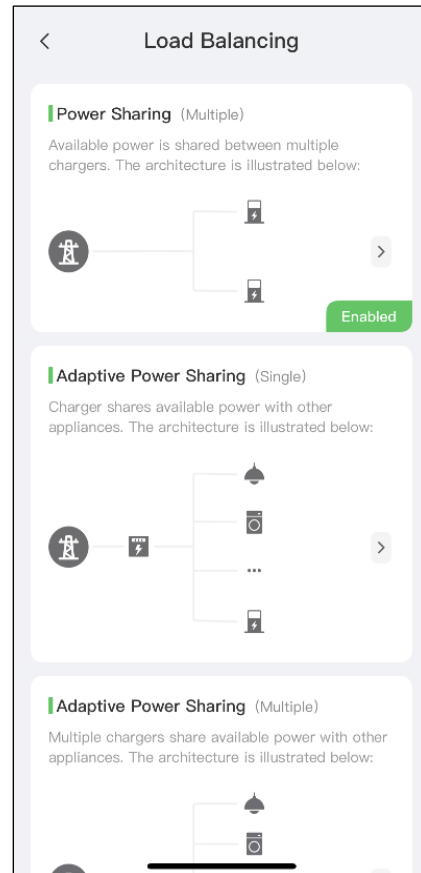 Load Balancing
Power Sharing (Multiple)
Available power is shared between multiple
chargers. The architecture is illustrated below:
Enabled
Adaptive Power Sharing (Single)
Charger shares available power with other
appliances. The architecture is illustrated below:
...
Adaptive Power Sharing (Multiple)
Multiple chargers share available power with other
appliances. The architecture is illustrated below: